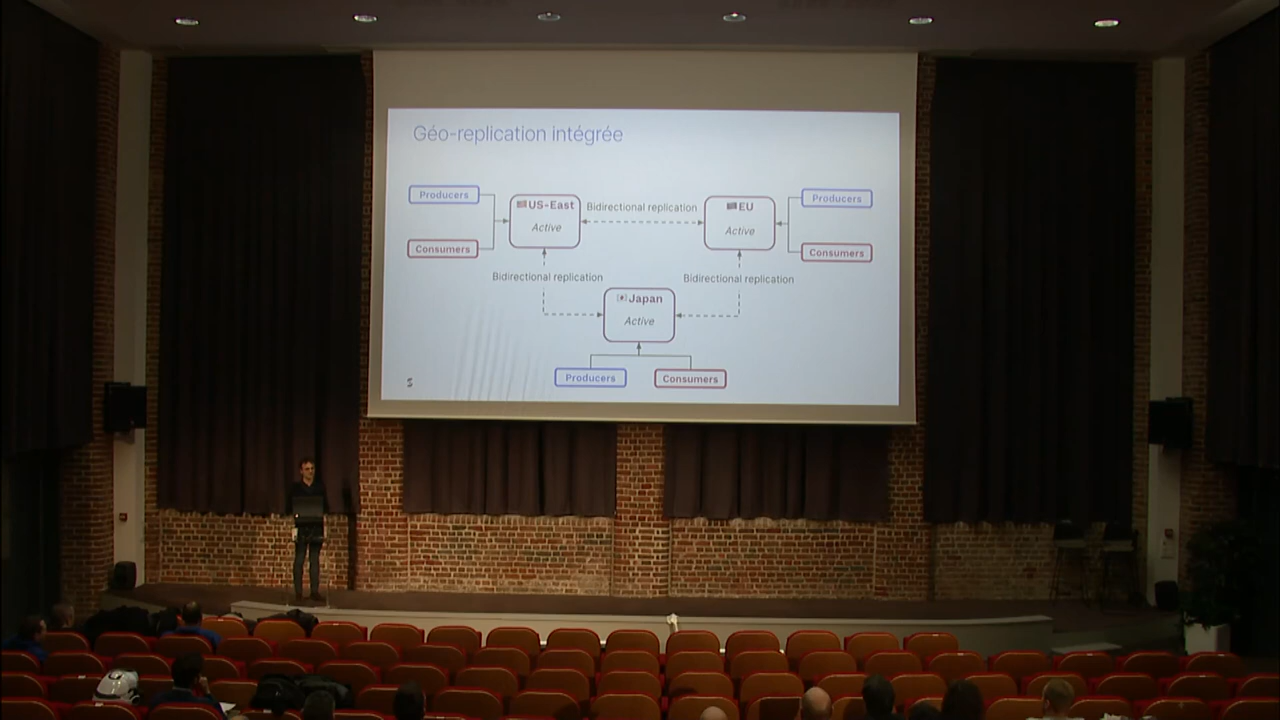 Géo-replication intégrée
Producers
US-East
Active
Consumers
Bidirectional replication
EU
Active
Producers
Consumers
Bidirectional replication
Bidirectional replication
Japan
Active
Producers
Consumers